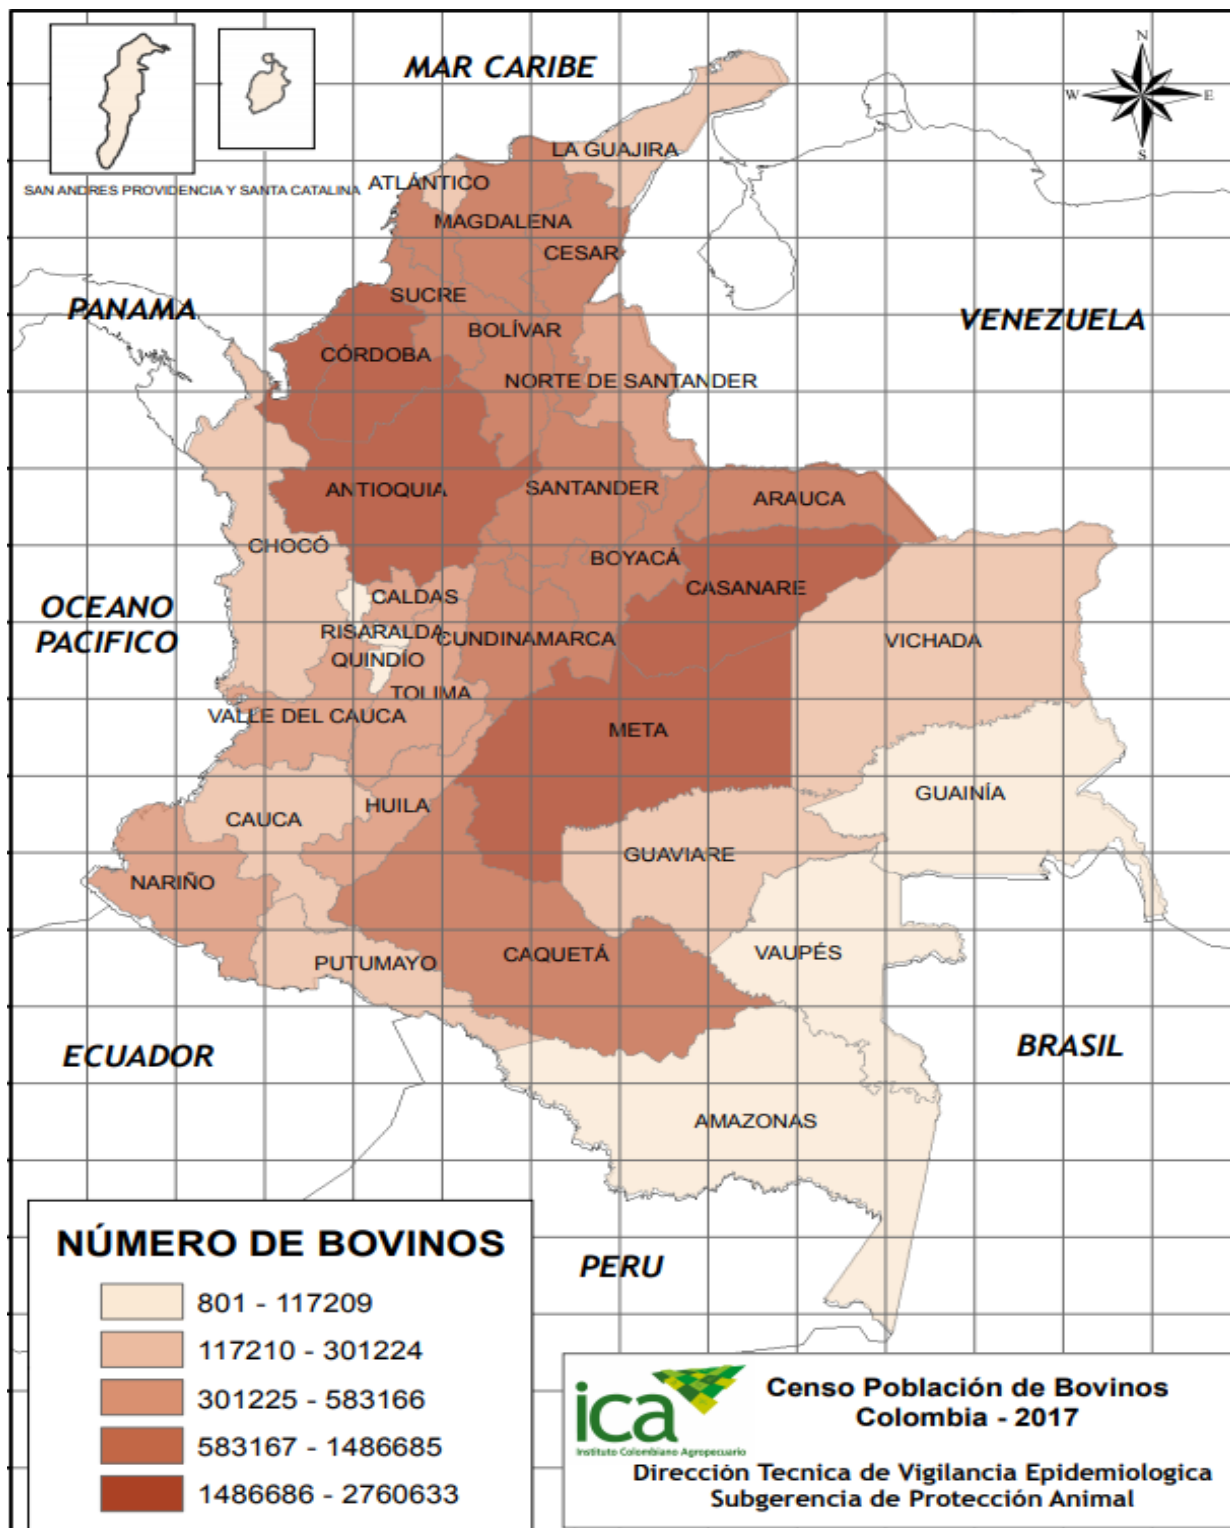 MAR CARIBE
N
W
E
S
LA GUAJIRA
ATLÁNTICO
SAN ANDRES PROVIDENCIA Y SANTA CATALINA
MAGDALENA
CESAR
SUCRE
PANAMA
BOLÍVAR
VENEZUELA
CÓRDOBA
NORTE DE SANTANDER
ANTIOQUIA
SANTANDER
ARAUCA
CHOCÓ
BOYACÁ
CASANARE
CALDAS
OCEANO
PACIFICO
RISARALDA
CUNDINAMARCA
VICHADA
QUINDÍO
TOLIMA
VALLE DEL CAUCA
META
GUAINÍA
HUILA
CAUCA
GUAVIARE
NARIÑO
VAUPÉS
CAQUETÁ
PUTUMAYO
ECUADOR
BRASIL
AMAZONAS
PERU
NÚMERO DE BOVINOS
801 - 117209
117210 - 301224
301225 - 583166
583167 - 1486685
1486686 - 2760633
ica
Instituto Colombiano Agropecuario
Censo Población de Bovinos
Colombia - 2017
Dirección Tecnica de Vigilancia Epidemiologica
Subgerencia de Protección Animal